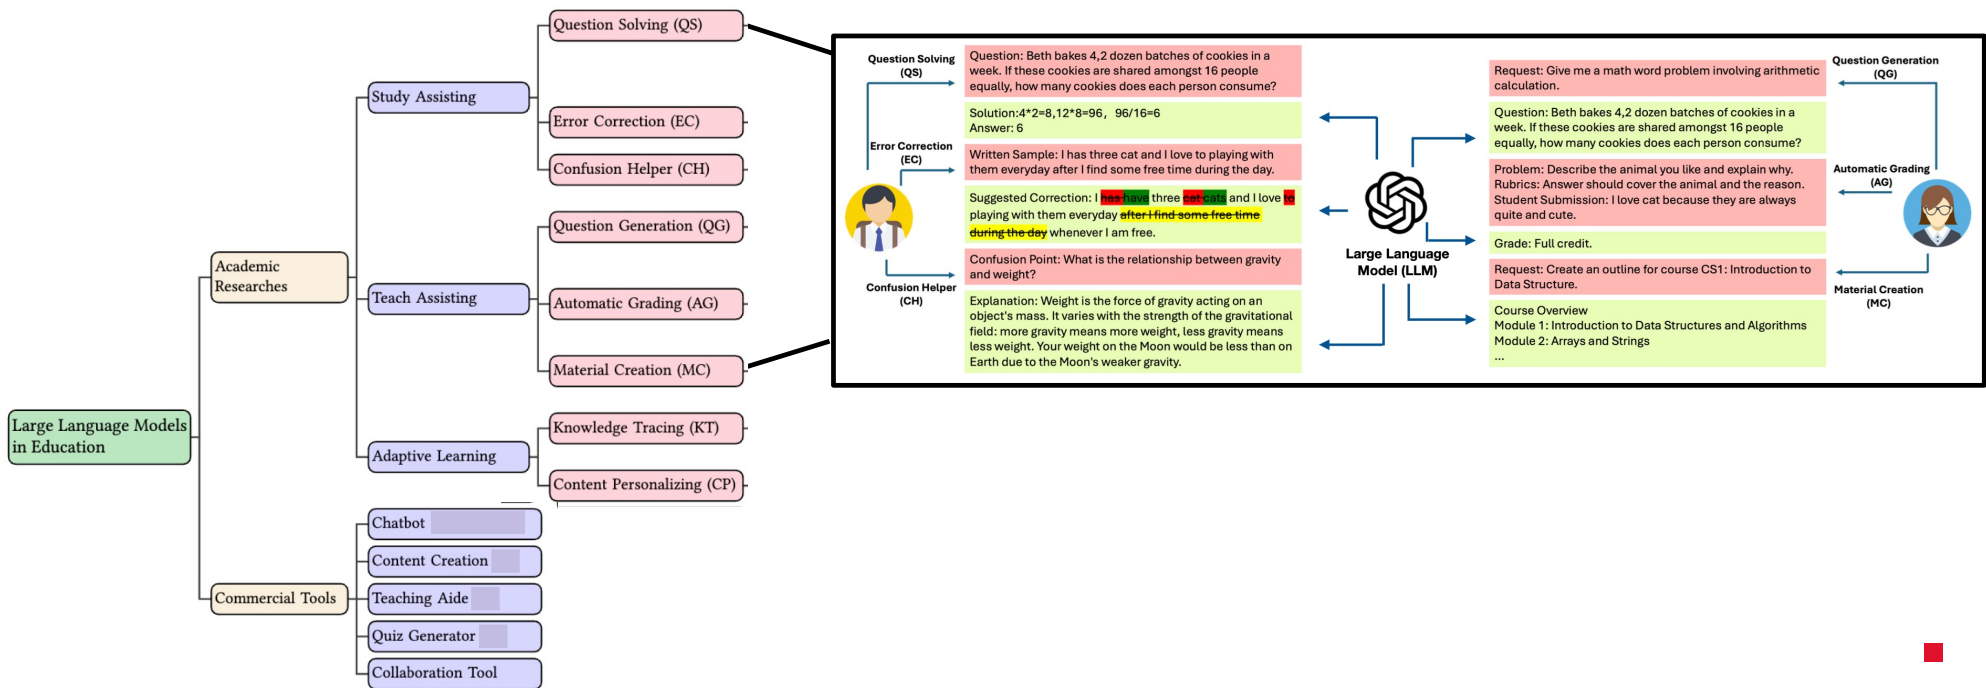 Large Language Models
in Education
Academic
Researches
Commercial Tools
Study Assisting
Teach Assisting
Adaptive Learning
Chatbot
Content Creation
Teaching Aide
Quiz Generator
Collaboration Tool
Question Solving (QS)
Error Correction (EC)
Confusion Helper (CH)
Question Generation (QG)
Automatic Grading (AG)
Material Creation (MC)
Knowledge Tracing (KT)
Content Personalizing (CP)
Question Solving
(QS)
Question: Beth bakes 4,2 dozen batches of cookies in a
week. If these cookies are shared amongst 16 people
equally, how many cookies does each person consume?
Solution:4*2=8,12*8=96, 96/16=6
Answer: 6
Error Correction
(EC)
Written Sample: I has three cat and I love to playing with
them everyday after I find some free time during the day.
Suggested Correction: I has have three cat cats and I love to
playing with them everyday after I find some free time
during the day whenever I am free.
Confusion Helper
(CH)
Confusion Point: What is the relationship between gravity
and weight?
Explanation: Weight is the force of gravity acting on an
object's mass. It varies with the strength of the gravitational
field: more gravity means more weight, less gravity means
less weight. Your weight on the Moon would be less than on
Earth due to the Moon's weaker gravity.
Large Language
Model (LLM)
Question Generation
(QG)
Request: Give me a math word problem involving arithmetic
calculation.
Question: Beth bakes 4,2 dozen batches of cookies in a
week. If these cookies are shared amongst 16 people
equally, how many cookies does each person consume?
Automatic Grading
(AG)
Problem: Describe the animal you like and explain why.
Rubrics: Answer should cover the animal and the reason.
Student Submission: I love cat because they are always
quite and cute.
Grade: Full credit.
Material Creation
(MC)
Request: Create an outline for course CS1: Introduction to
Data Structure.
Course Overview
Module 1: Introduction to Data Structures and Algorithms
Module 2: Arrays and Strings
...